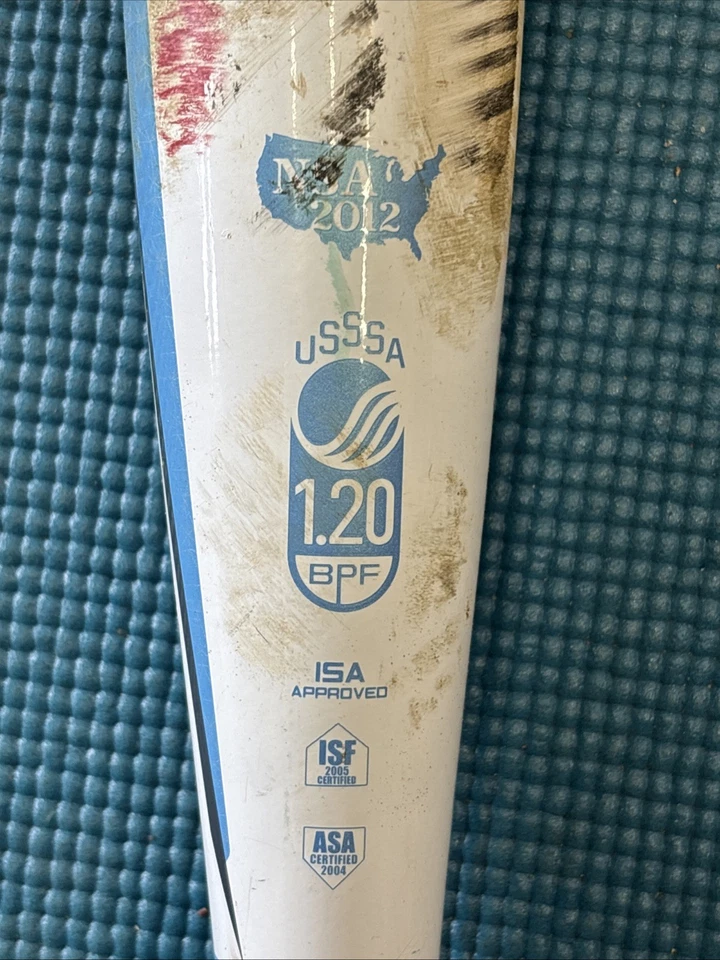 2012
USSSA
1.20
BPF
ISA
APPROVED
ISF
2005
CERTIFIED
ASA
CERTIFIED
2004